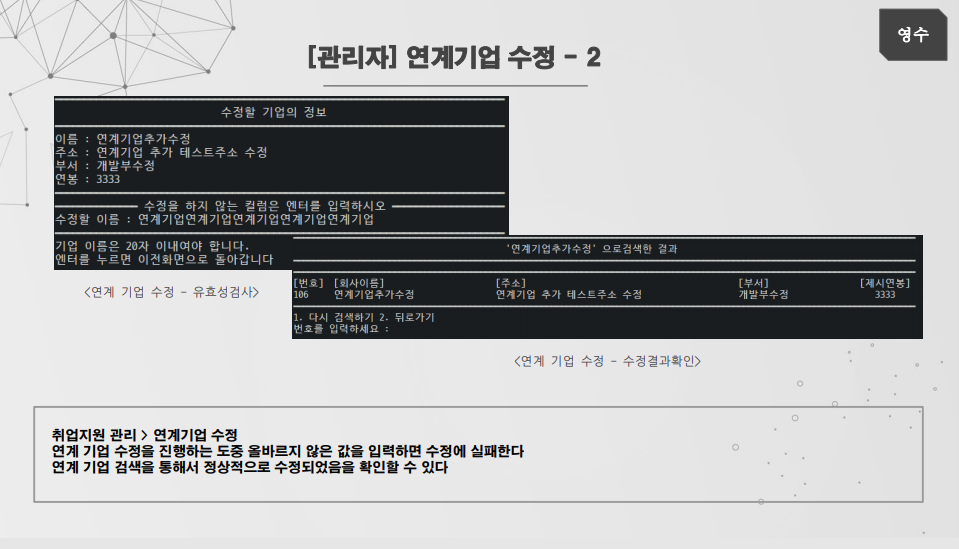 [관리자] 연계기업 수정 - 2
영수
수정할 기업의 정보
이름 : 연계기업추가수정
주소 : 연계기업 추가 테스트주소 수정
부서 : 개발부수정
연봉 : 3333
수정을 하지 않는 컬럼은 엔터를 입력하시오
수정할 이름 : 연계기업연계기업연계기업연계기업연계기업
기업 이름은 20자 이내여야 합니다.
엔터를 누르면 이전화면으로 돌아갑니다
<연계 기업 수정 - 유효성검사>
'연계기업추가수정' 으로검색한 결과
[번호] [회사이름] [주소] [부서] [제시연봉]
106 연계기업추가수정 연계기업 추가 테스트주소 수정 개발부수정 3333
1. 다시 검색하기 2. 뒤로가기
번호를 입력하세요 :
<연계 기업 수정 - 수정결과확인>
취업지원 관리 > 연계기업 수정
연계 기업 수정을 진행하는 도중 올바르지 않은 값을 입력하면 수정에 실패한다
연계 기업 검색을 통해서 정상적으로 수정되었음을 확인할 수 있다